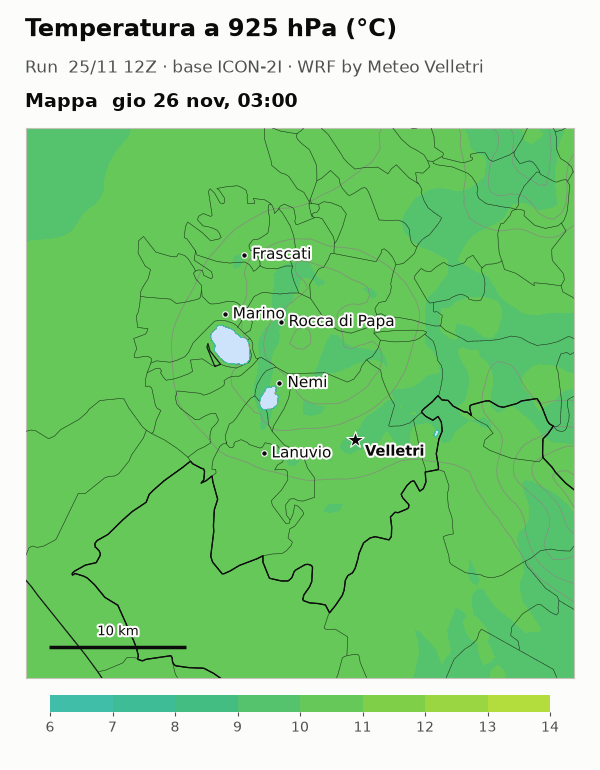 Temperatura a 925 hPa (°C)
Run  25/11 12Z · base ICON-2I · WRF by Meteo Velletri
Mappa  gio 26 nov, 03:00
Frascati
Marino
Rocca di Papa
Nemi
Velletri
Lanuvio
10 km
6 7 8 9 10 11 12 13 14